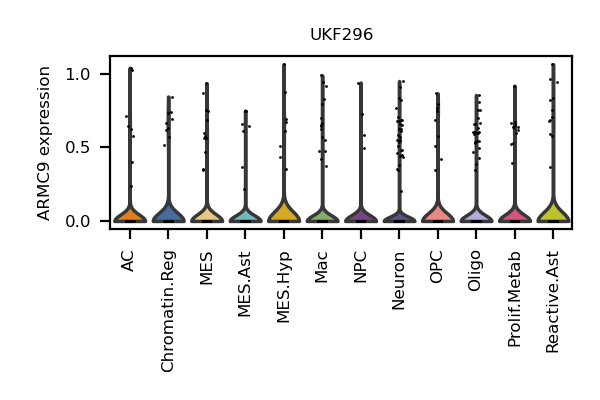 UKF296
ARMC9 expression
1.0
0.5
0.0
AC
Chromatin.Reg
MES
MES.Ast
MES.Hyp
Mac
NPC
Neuron
OPC
Oligo
Prolif.Metab
Reactive.Ast